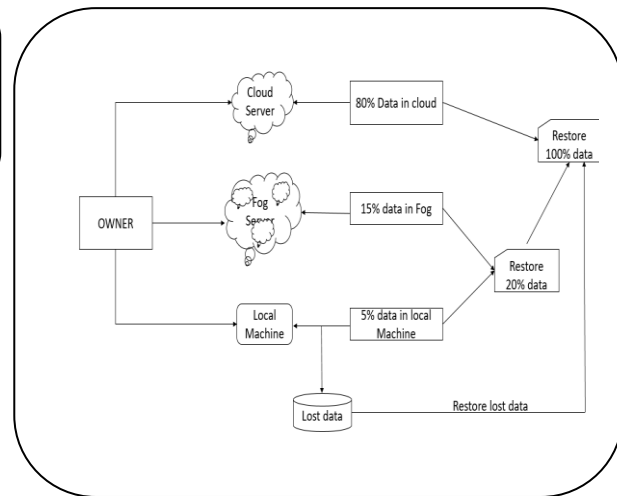 Cloud
Server
80% Data in cloud
Restore
100% data
OWNER
Fog
Server
15% data in Fog
Restore
20% data
Local
Machine
5% data in local
Machine
Lost data
Restore lost data